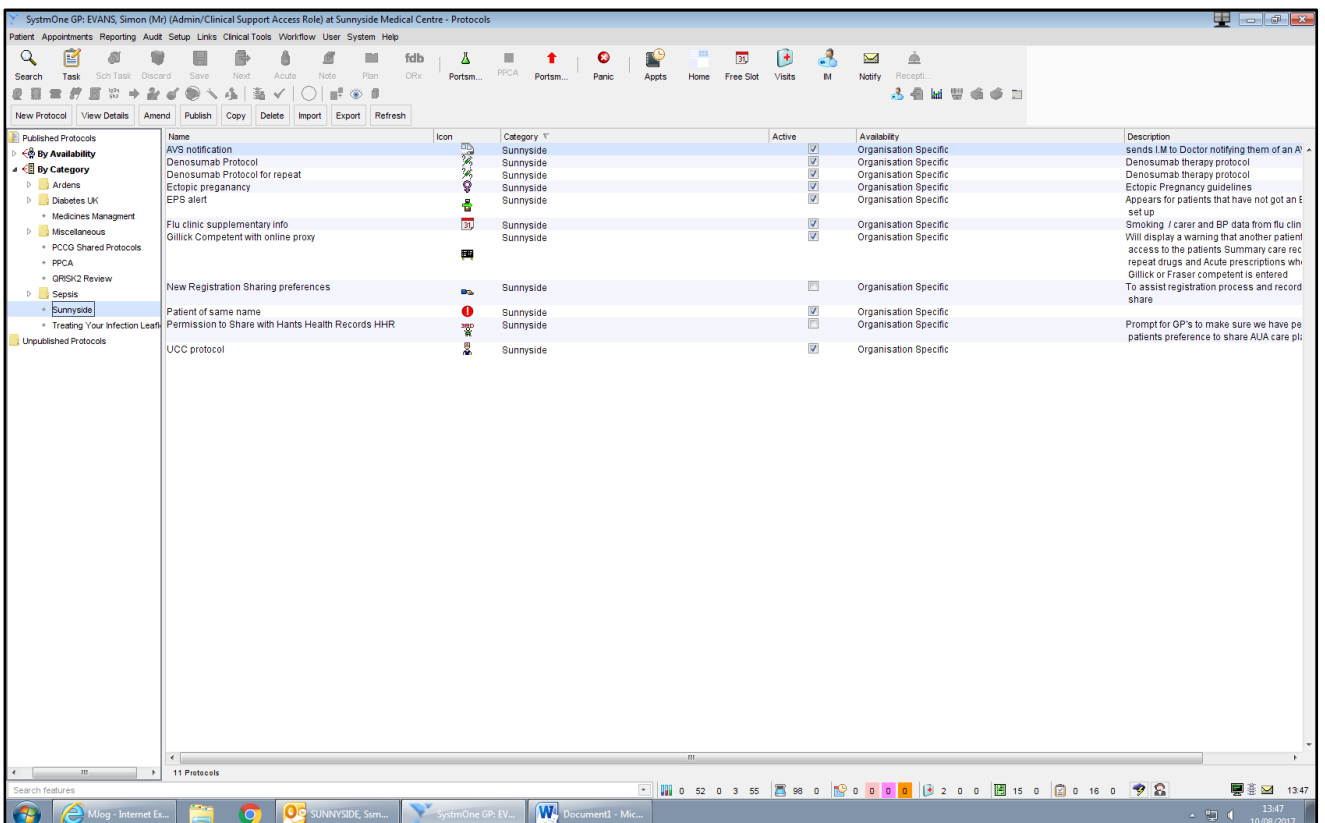 SystmOne GP: EVANS, Simon (Mr) (Admin/Clinical Support Access Role) at Sunnyside Medical Centre - Protocols
Patient Appointments Reporting Audit Setup Links Clinical Tools Workflow User System Help
Search Task Sch Task Discard Save Next Acute Note Plan fdb ORx Portsm... PPCA Portsm... Panic Appts Home Free Slot Visits IM Notify Recepti...
New Protocol View Details Amend Publish Copy Delete Import Export Refresh
Published Protocols
By Availability
By Category
Ardens
Diabetes UK
Medicines Managment
Miscellaneous
PCCG Shared Protocols
PPCA
QRISK2 Review
Sepsis
Sunnyside
Treating Your Infection Leafl
Unpublished Protocols
Name Icon Category Active Availability Description
AVS notification Sunnyside Organisation Specific sends I.M to Doctor notifying them of an AV
Denosumab Protocol Sunnyside Organisation Specific Denosumab therapy protocol
Denosumab Protocol for repeat Sunnyside Organisation Specific Denosumab therapy protocol
Ectopic preganancy Sunnyside Organisation Specific Ectopic Pregnancy guidelines
EPS alert Sunnyside Organisation Specific Appears for patients that have not got an E
set up
Flu clinic supplementary info 31 Sunnyside Organisation Specific Smoking / carer and BP data from flu clin
Gillick Competent with online proxy Sunnyside Organisation Specific Will display a warning that another patient
access to the patients Summary care rec
repeat drugs and Acute prescriptions whe
Gillick or Fraser competent is entered
New Registration Sharing preferences Sunnyside Organisation Specific To assist registration process and record
share
Patient of same name Sunnyside Organisation Specific
Permission to Share with Hants Health Records HHR Sunnyside Organisation Specific Prompt for GP's to make sure we have pe
patients preference to share AUA care pla
UCC protocol Sunnyside Organisation Specific
11 Protocols
Search features 0 52 0 3 55 98 0 0 0 0 0 2 0 0 15 0 0 16 0 13:47
MJog - Internet Ex... SUNNYSIDE, Ssm... SystmOne GP: EV... Document1 - Mic... 13:47
10/08/2017